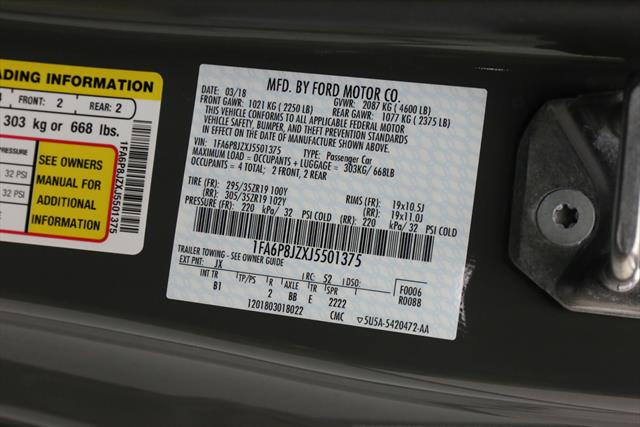 ADING INFORMATION
FRONT: 2 REAR: 2
303 kg or 668 lbs.
PRESSURE
32 PSI
32 PSI
SEE OWNERS
MANUAL FOR
ADDITIONAL
INFORMATION
1FA6P8JZXJ5501375
MFD. BY FORD MOTOR CO.
DATE: 03/18 GVWR: 2087 KG ( 4600 LB)
FRONT GAWR: 1021 KG ( 2250 LB) REAR GAWR: 1077 KG ( 2375 LB)
THIS VEHICLE CONFORMS TO ALL APPLICABLE FEDERAL MOTOR
VEHICLE SAFETY, BUMPER, AND THEFT PREVENTION STANDARDS
IN EFFECT ON THE DATE OF MANUFACTURE SHOWN ABOVE.
VIN: 1FA6P8JZXJ5501375 TYPE: Passenger Car
MAXIMUM LOAD = OCCUPANTS + LUGGAGE = 303KG/668LB
OCCUPANTS = 4 TOTAL: 2 FRONT, 2 REAR
TIRE (FR): 295/35ZR19 100Y RIMS (FR): 19x10.5J
(RR): 305/35ZR19 102Y (RR): 19x11.0J
PRESSURE (FR): 220 kPa/ 32 PSI COLD (RR): 220 kPa/ 32 PSI COLD
1FA6P8JZXJ5501375
TRAILER TOWING - SEE OWNER GUIDE
EXT PNT: JX RC: 52 DSO: F0006
INT TR TP/PS R AXLE TR SPR R0088
B1 2 BB E 2222
1201803018022 CMC 5U5A-5420472-AA